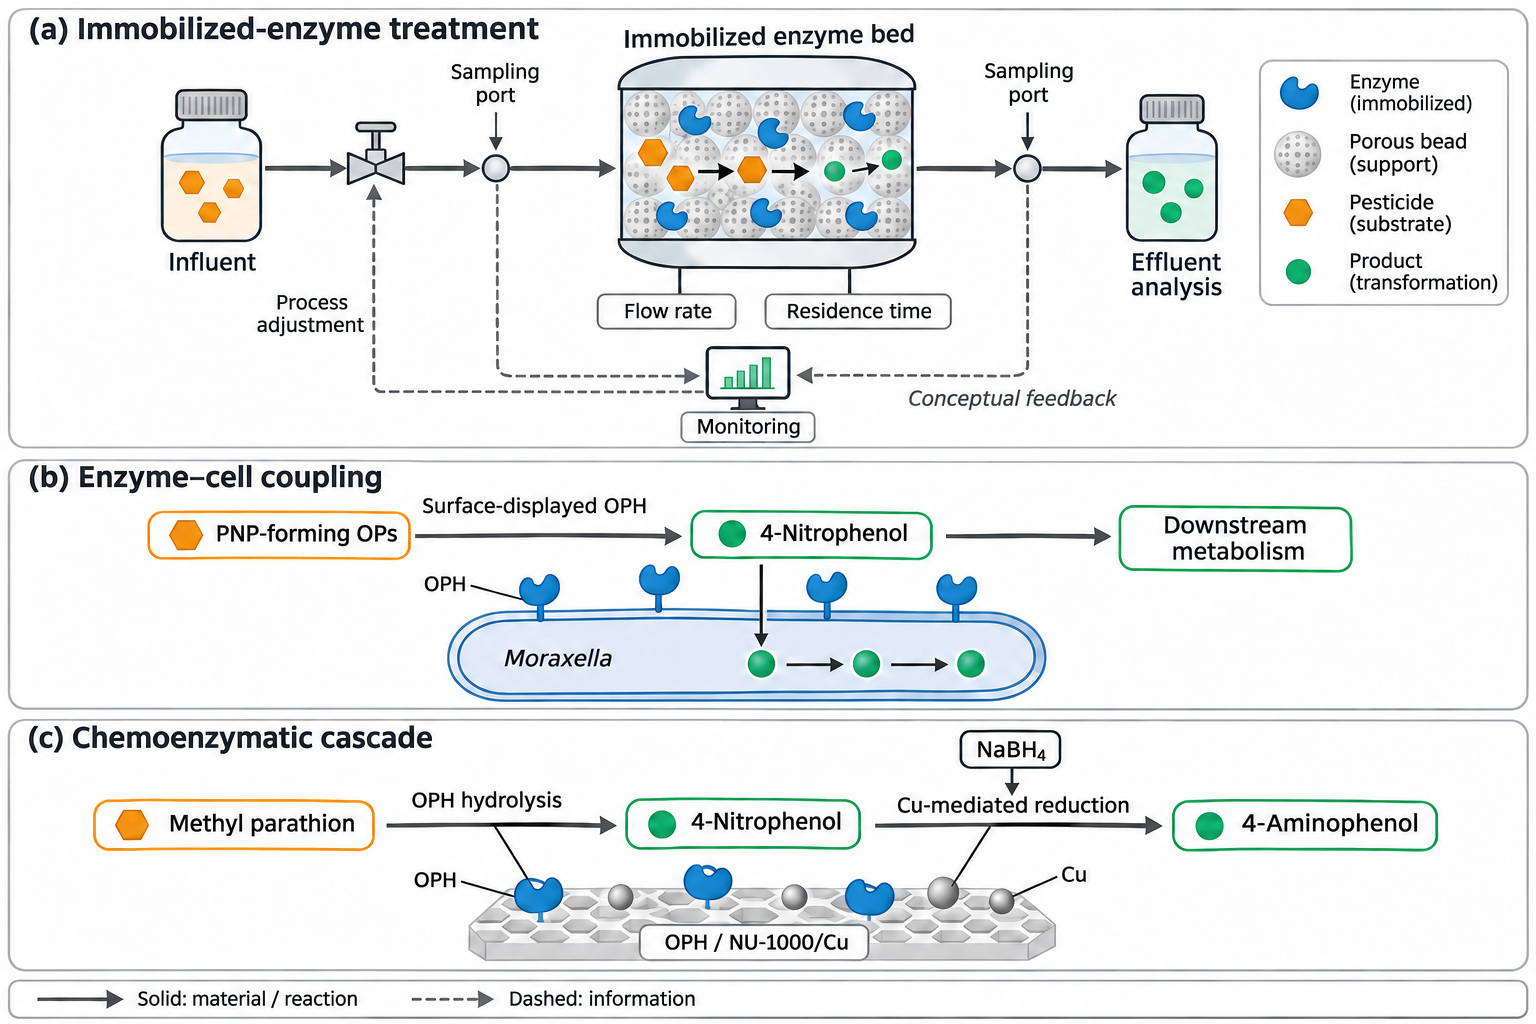 (a) Immobilized-enzyme treatment
Immobilized enzyme bed
Sampling
port
Sampling
port
Influent
Effluent
analysis
Enzyme
(immobilized)
Porous bead
(support)
Pesticide
(substrate)
Product
(transformation)
Process
adjustment
Flow rate
Residence time
Conceptual feedback
Monitoring
(b) Enzyme–cell coupling
PNP-forming OPs
Surface-displayed OPH
4-Nitrophenol
Downstream
metabolism
OPH
Moraxella
(c) Chemoenzymatic cascade
NaBH₄
Methyl parathion
OPH hydrolysis
4-Nitrophenol
Cu-mediated reduction
4-Aminophenol
OPH
Cu
OPH / NU-1000/Cu
Solid: material / reaction
Dashed: information